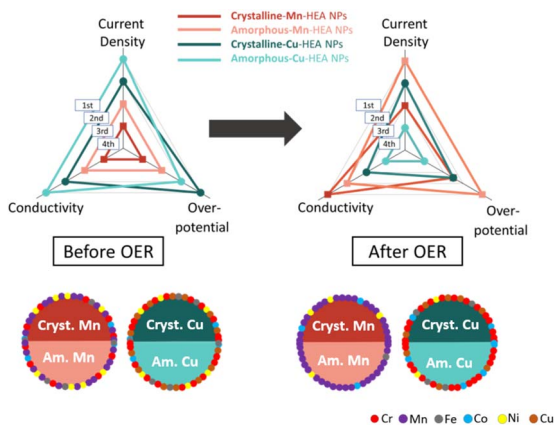 Current
Density
Crystalline-Mn-HEA NPs
Amorphous-Mn-HEA NPs
Crystalline-Cu-HEA NPs
Amorphous-Cu-HEA NPs
Current
Density
1st
2nd
3rd
4th
1st
2nd
3rd
4th
Conductivity
Over-
potential
Conductivity
Over-
potential
Before OER
After OER
Cryst. Mn
Am. Mn
Cryst. Cu
Am. Cu
Cryst. Mn
Am. Mn
Cryst. Cu
Am. Cu
Cr Mn Fe Co Ni Cu